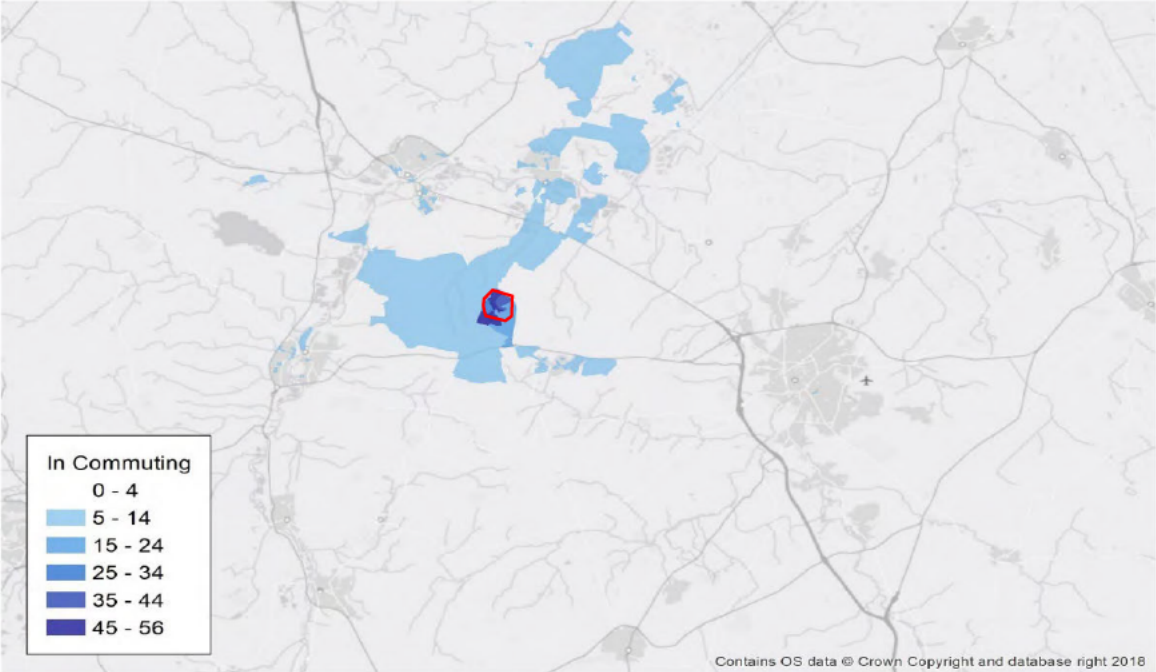 In Commuting
0 - 4
5 - 14
15 - 24
25 - 34
35 - 44
45 - 56
Contains OS data © Crown Copyright and database right 2018